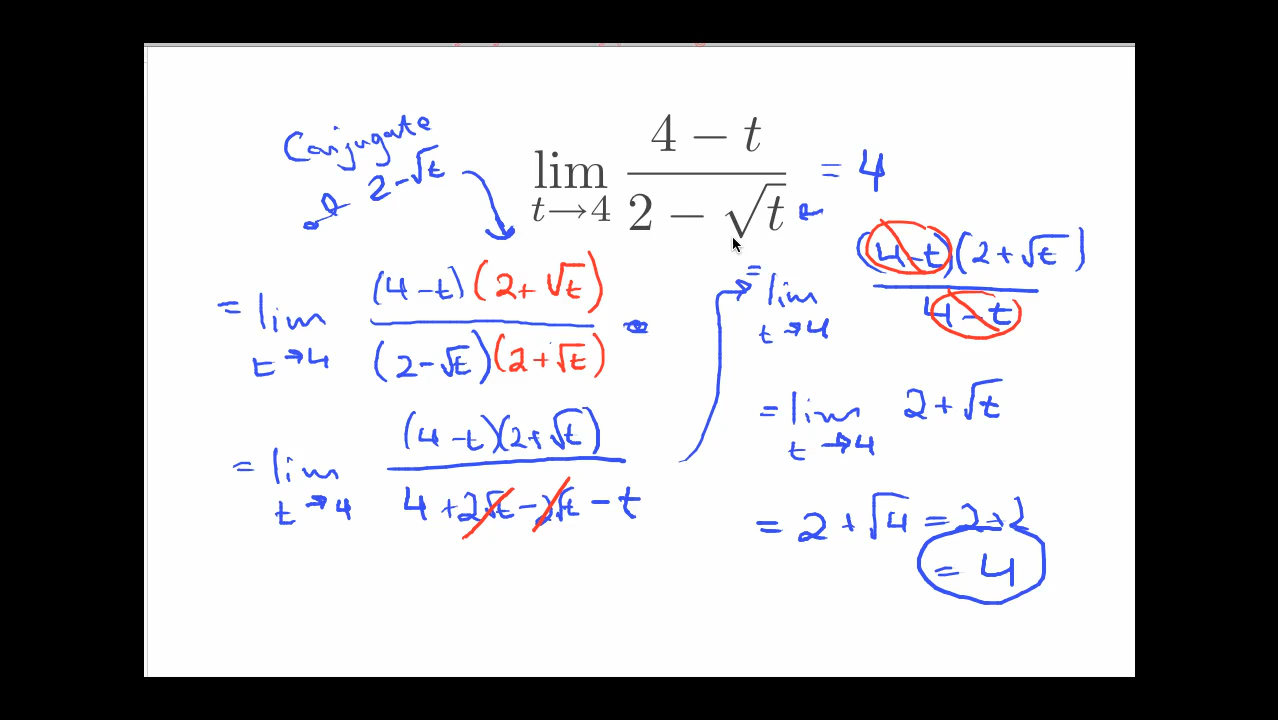 lim t→4 (4 − t)/(2 − √t) = 4
Conjugate
of 2-√t
= lim t→4 (4-t)(2+√t)/(2-√t)(2+√t)
= lim t→4 (4-t)(2+√t)/4+2√t-2√t-t
= lim t→4 (4-t)(2+√t)/4-t
= lim t→4 2+√t
= 2+√4 = 2+2
= 4